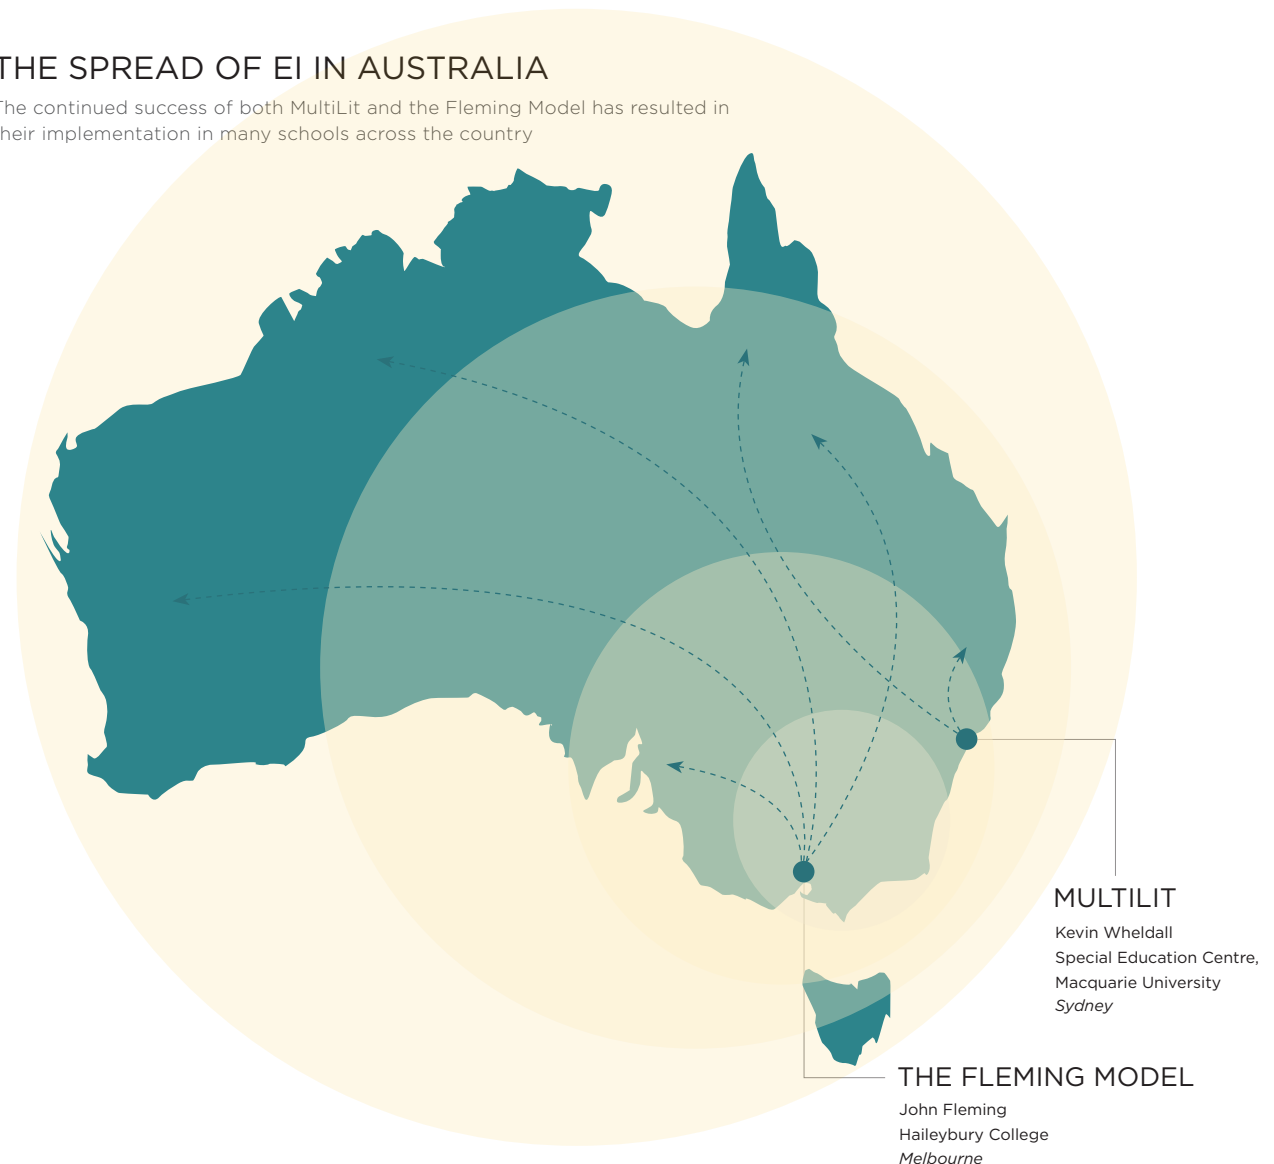 THE SPREAD OF EI IN AUSTRALIA
The continued success of both MultiLit and the Fleming Model has resulted in
their implementation in many schools across the country
MULTILIT
Kevin Wheldall
Special Education Centre,
Macquarie University
Sydney
THE FLEMING MODEL
John Fleming
Haileybury College
Melbourne